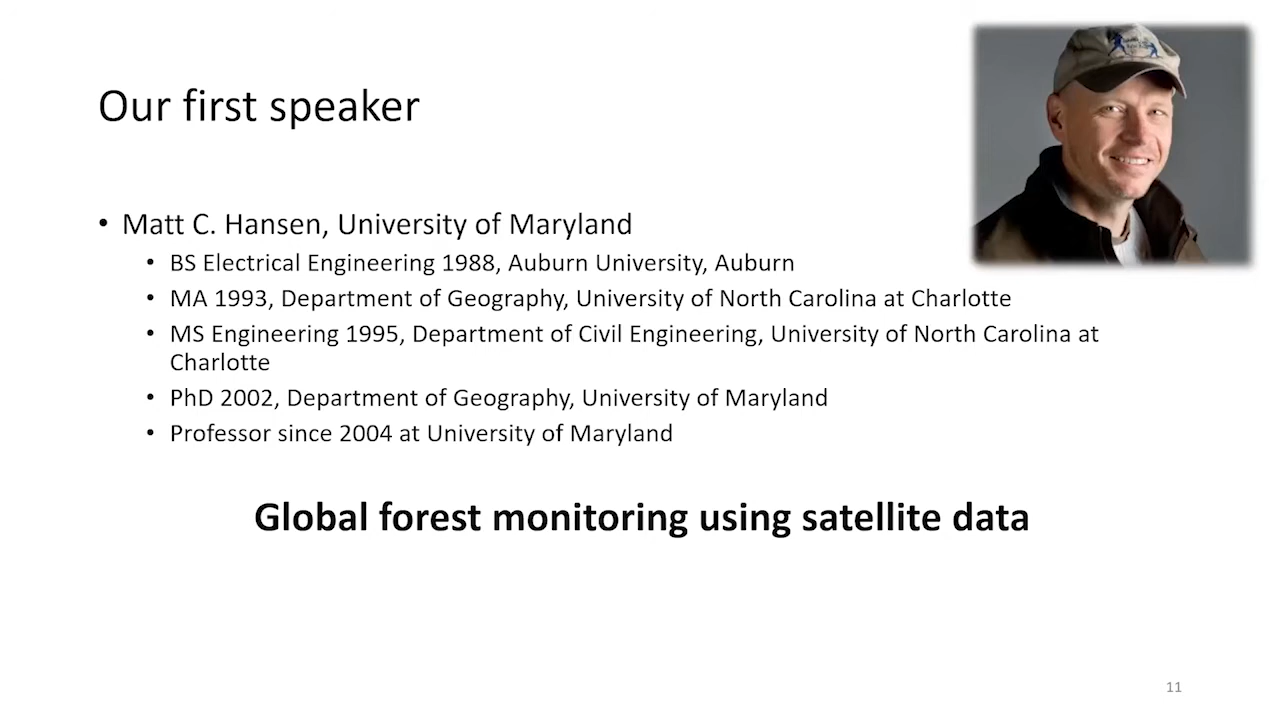 Our first speaker
• Matt C. Hansen, University of Maryland
• BS Electrical Engineering 1988, Auburn University, Auburn
• MA 1993, Department of Geography, University of North Carolina at Charlotte
• MS Engineering 1995, Department of Civil Engineering, University of North Carolina at
Charlotte
• PhD 2002, Department of Geography, University of Maryland
• Professor since 2004 at University of Maryland
Global forest monitoring using satellite data
11